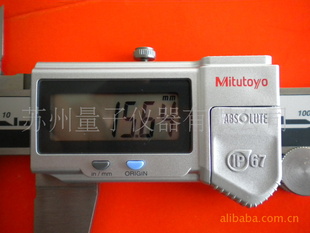 mm
Mitutoyo
苏州量子仪器有
10
100
ABSOLUTE
IP67
in / mm
ORIGIN
alibaba.com.cn